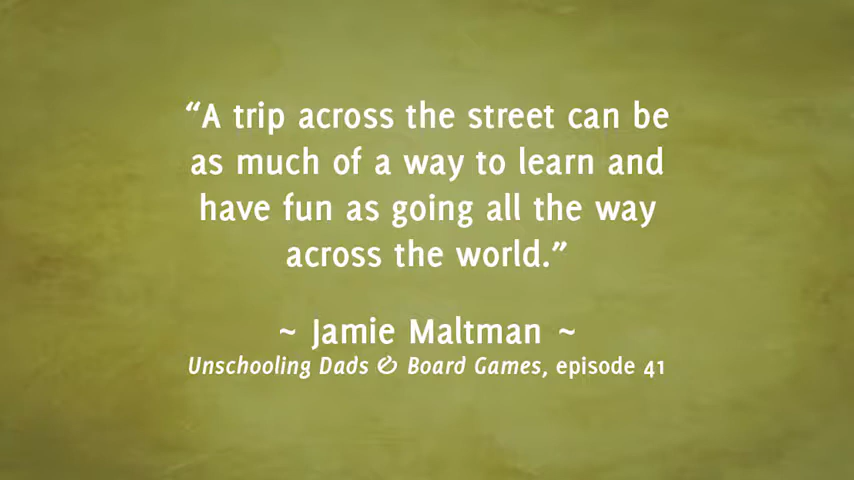 “A trip across the street can be
as much of a way to learn and
have fun as going all the way
across the world.”
~ Jamie Maltman ~
Unschooling Dads & Board Games, episode 41